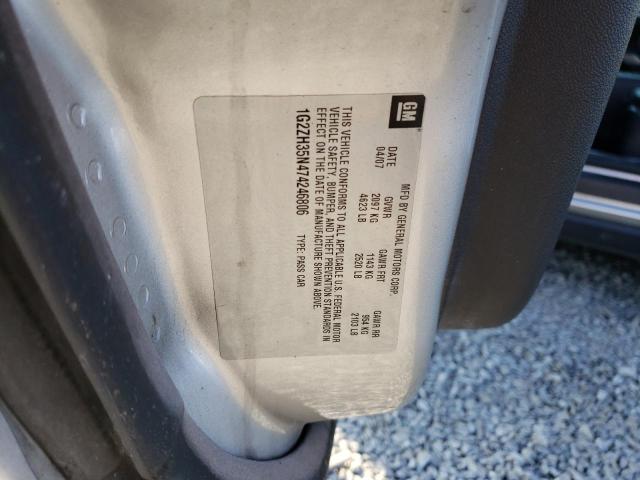 GM
MFD BY GENERAL MOTORS CORP.
DATE GVWR GAWR FRT GAWR RR
04/07 2097 KG 1143 KG 954 KG
4623 LB 2520 LB 2103 LB
THIS VEHICLE CONFORMS TO ALL APPLICABLE U.S. FEDERAL MOTOR
VEHICLE SAFETY, BUMPER, AND THEFT PREVENTION STANDARDS IN
EFFECT ON THE DATE OF MANUFACTURE SHOWN ABOVE.
1G2ZH35N474246806 TYPE: PASS CAR